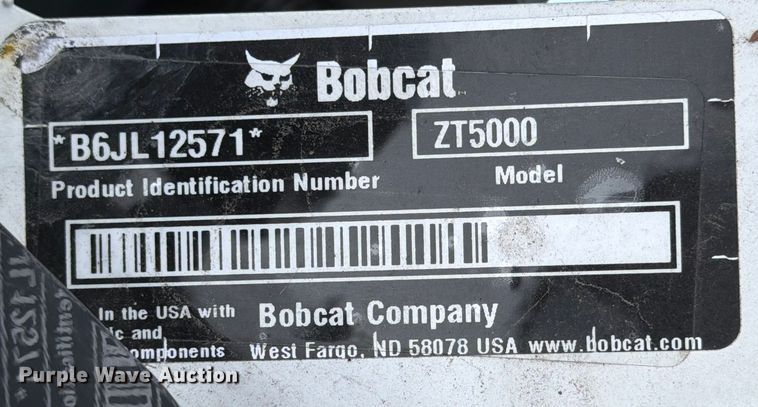 Bobcat
*B6JL12571*
ZT5000
Product Identification Number
Model
In the USA with
and
Bobcat Company
West Fargo, ND 58078 USA www.bobcat.com
Purple Wave Auction